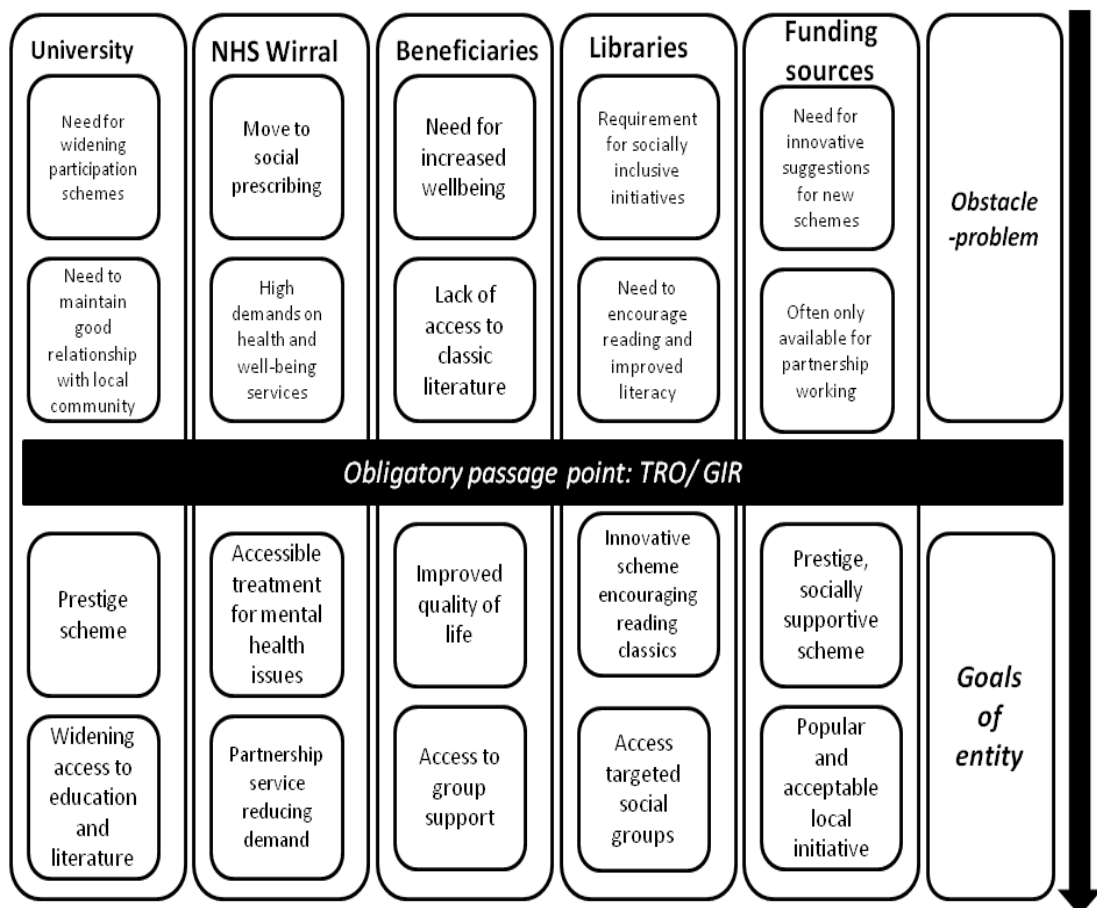 University
Need for
widening
participation
schemes
Need to
maintain
good
relationship
with local
community
NHS Wirral
Move to
social
prescribing
High
demands on
health and
well-being
services
Beneficiaries
Need for
increased
wellbeing
Lack of
access to
classic
literature
Libraries
Requirement
for socially
inclusive
initiatives
Need to
encourage
reading and
improved
literacy
Funding
sources
Need for
innovative
suggestions
for new
schemes
Often only
available for
partnership
working
Obstacle
-problem
Obligatory passage point: TRO/ GIR
Prestige
scheme
Widening
access to
education
and
literature
Accessible
treatment
for mental
health
issues
Partnership
service
reducing
demand
Improved
quality of
life
Access to
group
support
Innovative
scheme
encouraging
reading
classics
Access
targeted
social
groups
Prestige,
socially
supportive
scheme
Popular
and
acceptable
local
initiative
Goals
of
entity